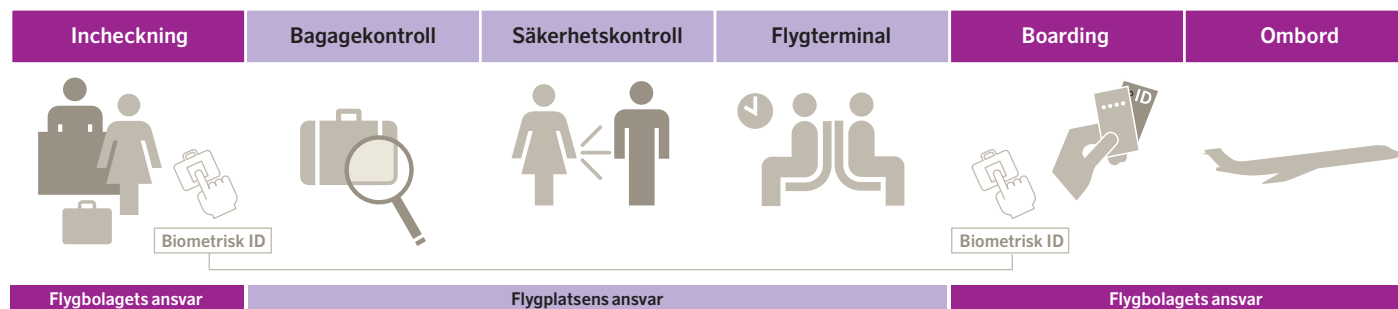 Incheckning
Bagagekontroll
Säkerhetskontroll
Flygterminal
Boarding
Ombord
ID
Biometrisk ID
Biometrisk ID
Flygbolagets ansvar
Flygplatsens ansvar
Flygbolagets ansvar